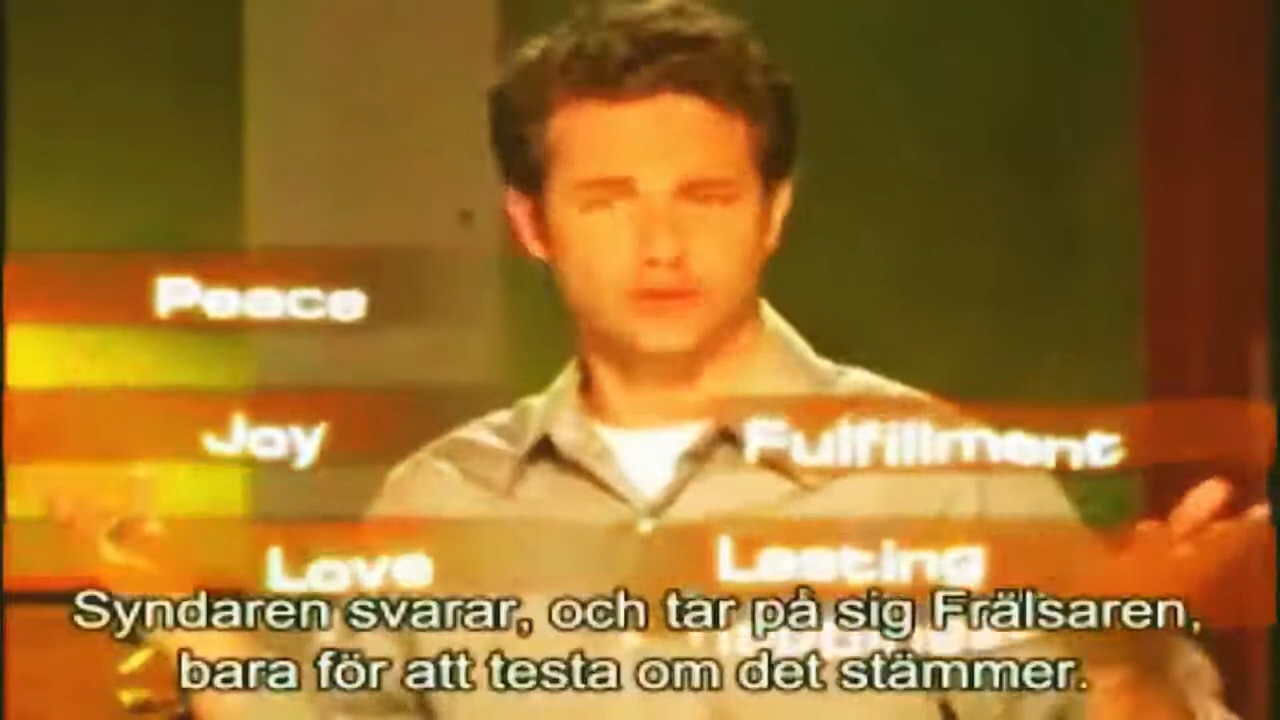 Peace
Joy
Fulfillment
Love
Lasting
Syndaren svarar, och tar på sig Frälsaren,
bara för att testa om det stämmer.